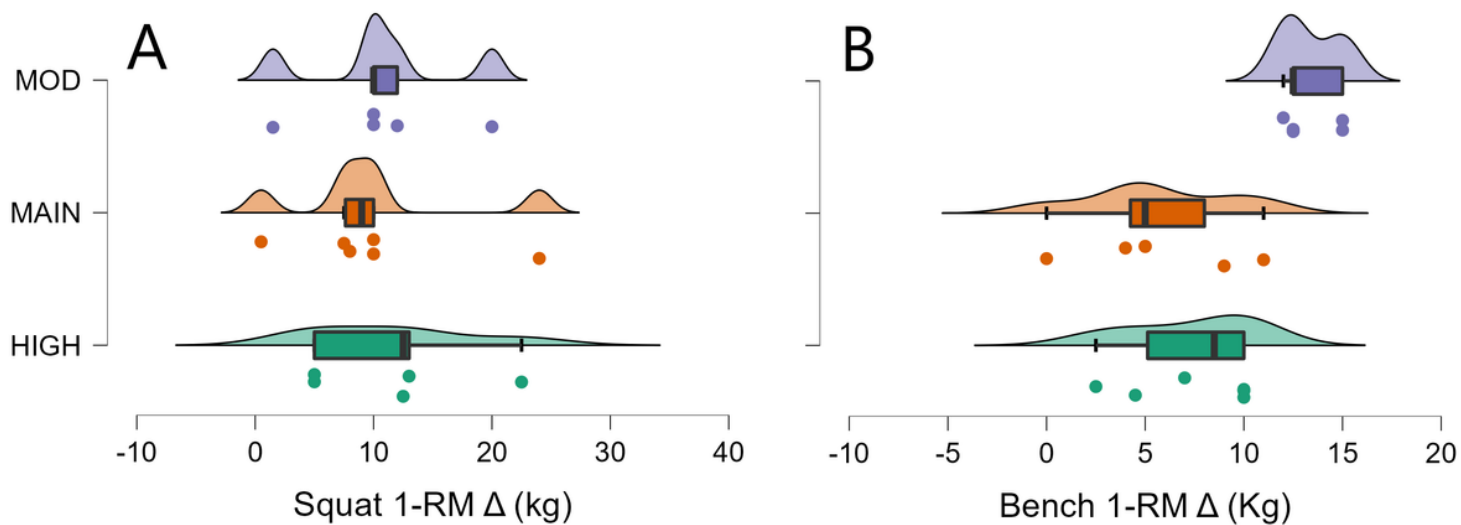 A
B
MOD
MAIN
HIGH
-10 0 10 20 30 40
-10 -5 0 5 10 15 20
Squat 1-RM Δ (kg)
Bench 1-RM Δ (Kg)